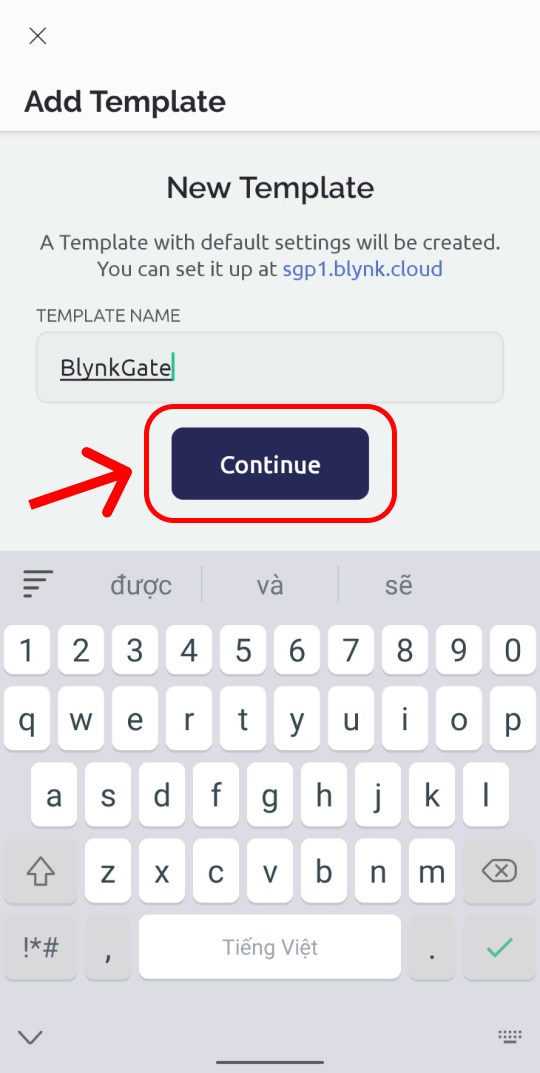 Add Template
New Template
A Template with default settings will be created.
You can set it up at sgp1.blynk.cloud
TEMPLATE NAME
BlynkGate
Continue
được và sẽ
1 2 3 4 5 6 7 8 9 0
q w e r t y u i o p
a s d f g h j k l
z x c v b n m
!*# , Tiếng Việt .